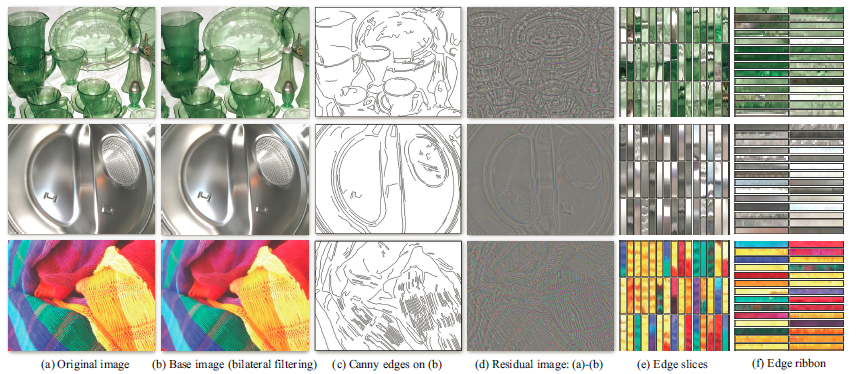 (a) Original image (b) Base image (bilateral filtering) (c) Canny edges on (b) (d) Residual image: (a)-(b) (e) Edge slices (f) Edge ribbon